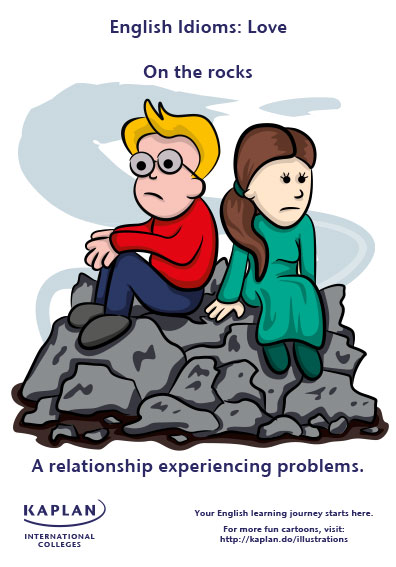 English Idioms: Love
On the rocks
A relationship experiencing problems.
KAPLAN
INTERNATIONAL
COLLEGES
Your English learning journey starts here.
For more fun cartoons, visit:
http://kaplan.do/illustrations